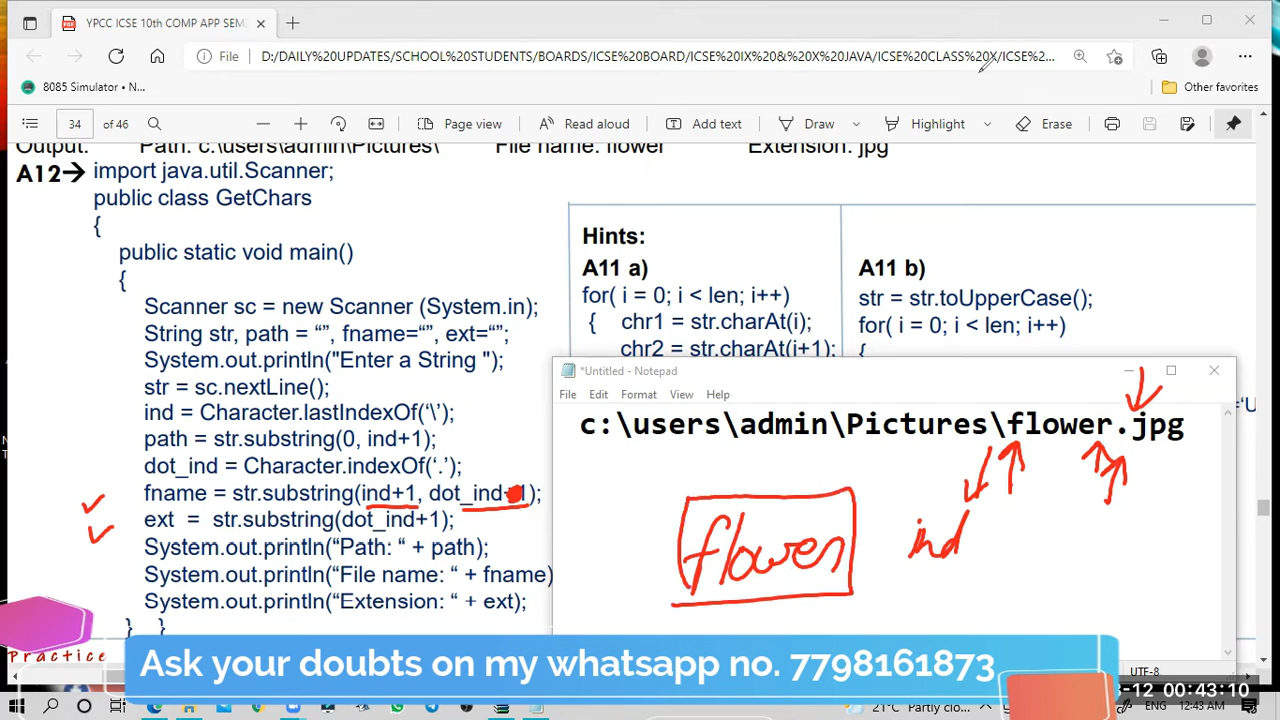 YPCC ICSE 10th COMP APP SEM
File
D:/DAILY%20UPDATES/SCHOOL%20STUDENTS/BOARDS/ICSE%20BOARD/ICSE%20IX%20&%20X%20JAVA/ICSE%20CLASS%20X/ICSE%2...
8085 Simulator • N...
Other favorites
34 of 46
Page view
Read aloud
Add text
Draw
Highlight
Erase
Output: Path: c:\users\admin\Pictures\ File name: flower Extension: jpg
A12→ import java.util.Scanner;
public class GetChars
{
public static void main()
{
Scanner sc = new Scanner (System.in);
String str, path = “”, fname=“”, ext=“”;
System.out.println("Enter a String ");
str = sc.nextLine();
ind = Character.lastIndexOf(‘\’);
path = str.substring(0, ind+1);
dot_ind = Character.indexOf(‘.’);
fname = str.substring(ind+1, dot_ind+1);
ext = str.substring(dot_ind+1);
System.out.println(“Path: “ + path);
System.out.println(“File name: “ + fname)
System.out.println(“Extension: “ + ext);
} }
Hints:
A11 a)
for( i = 0; i < len; i++)
{ chr1 = str.charAt(i);
chr2 = str.charAt(i+1);
A11 b)
str = str.toUpperCase();
for( i = 0; i < len; i++)
{
*Untitled - Notepad
File Edit Format View Help
c:\users\admin\Pictures\flower.jpg
flower
ind
UTF-8
Practice
Ask your doubts on my whatsapp no. 7798161873
-12 00:43:10
21°C Partly clo...
ENG 12:43 AM